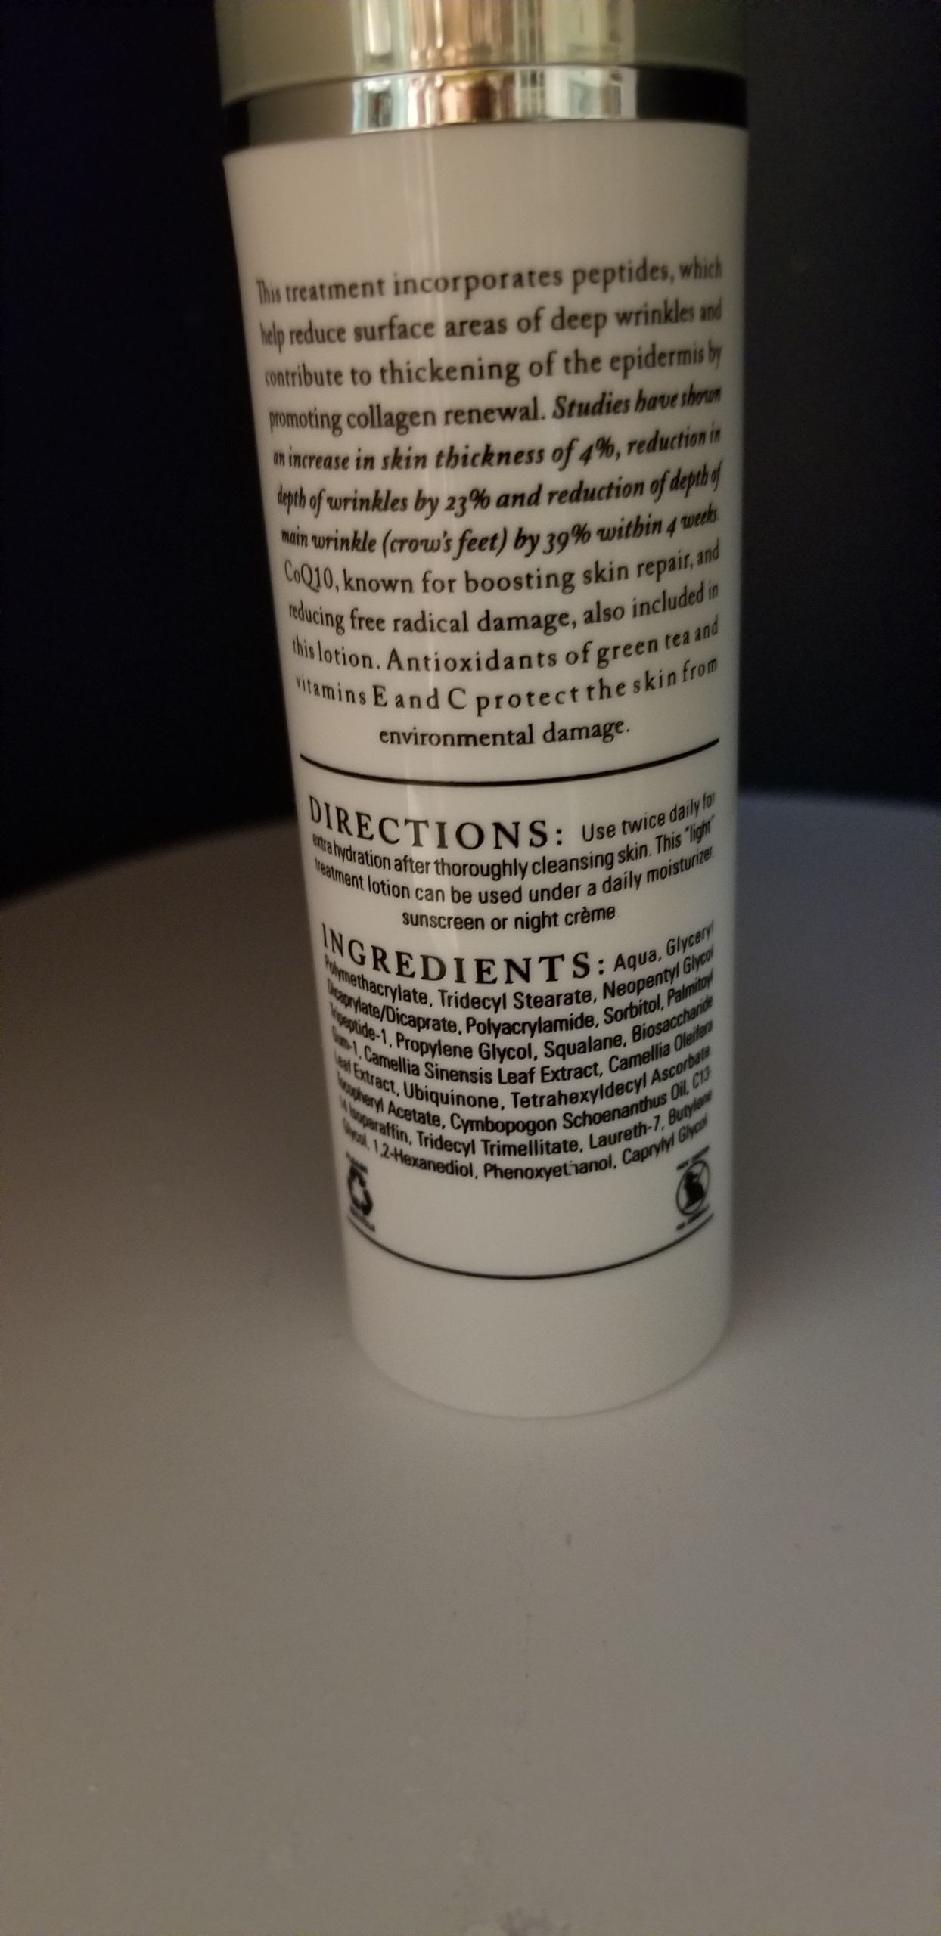 This treatment incorporates peptides, which
help reduce surface areas of deep wrinkles and
contribute to thickening of the epidermis by
promoting collagen renewal. Studies have shown
an increase in skin thickness of 4%, reduction in
depth of wrinkles by 23% and reduction of depth of
main wrinkle (crow's feet) by 39% within 4 weeks.
CoQ10, known for boosting skin repair, and
reducing free radical damage, also included in
this lotion. Antioxidants of green tea and
vitamins E and C protect the skin from
environmental damage.
DIRECTIONS: Use twice daily for
extra hydration after thoroughly cleansing skin. This "light"
treatment lotion can be used under a daily moisturizer
sunscreen or night crème
INGREDIENTS: Aqua, Glyceryl
Polymethacrylate, Tridecyl Stearate, Neopentyl Glycol
Dicaprylate/Dicaprate, Polyacrylamide, Sorbitol, Palmitoyl
Tripeptide-1, Propylene Glycol, Squalane, Biosaccharide
Gum-1, Camellia Sinensis Leaf Extract, Camellia Oleifera
Leaf Extract, Ubiquinone, Tetrahexyldecyl Ascorbate
Tocopheryl Acetate, Cymbopogon Schoenanthus Oil, C13-
14 Isoparaffin, Tridecyl Trimellitate, Laureth-7, Butylene
Glycol, 1,2-Hexanediol, Phenoxyethanol, Caprylyl Glycol